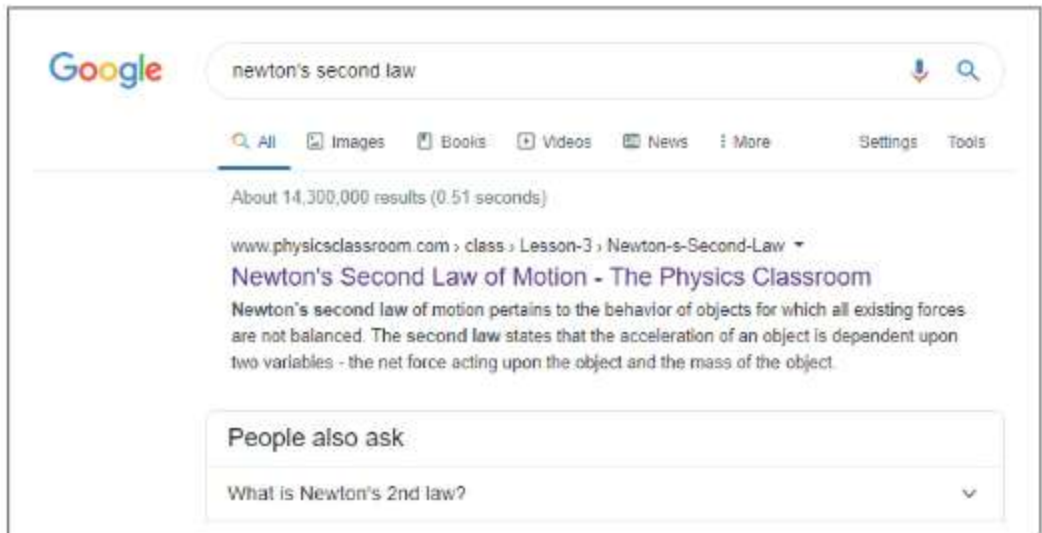 Google
newton's second law
All Images Books Videos News More Settings Tools
About 14,300,000 results (0.51 seconds)
www.physicsclassroom.com › class › Lesson-3 › Newton-s-Second-Law
Newton's Second Law of Motion - The Physics Classroom
Newton's second law of motion pertains to the behavior of objects for which all existing forces
are not balanced. The second law states that the acceleration of an object is dependent upon
two variables - the net force acting upon the object and the mass of the object.
People also ask
What is Newton's 2nd law?